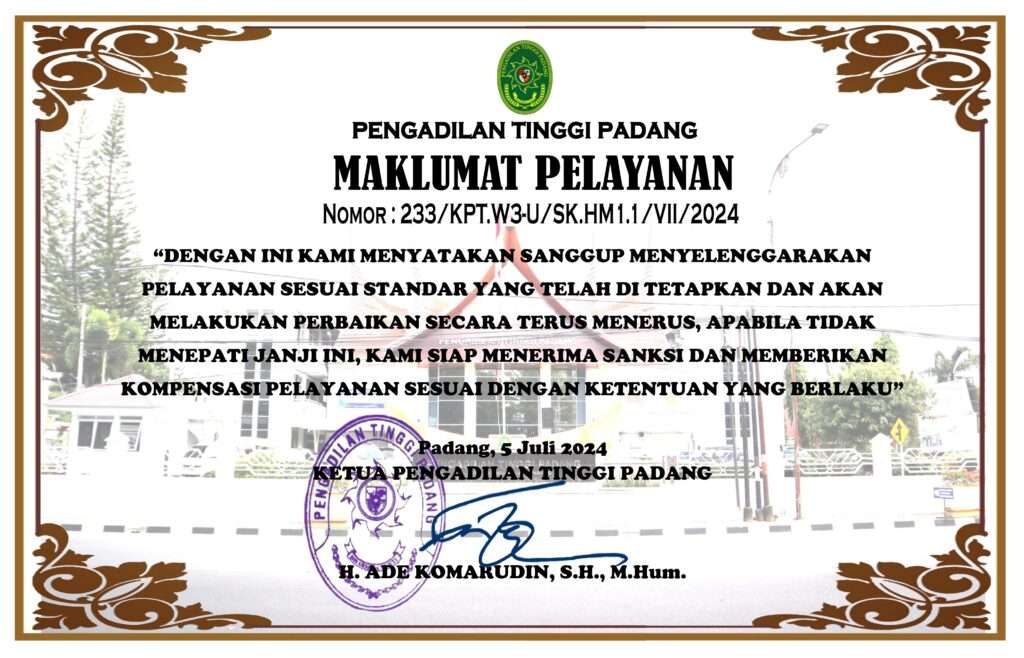 PENGADILAN TINGGI PADANG
PENGADILAN TINGGI PADANG
MAKLUMAT PELAYANAN
NOMOR : 233/KPT.W3-U/SK.HM1.1/VII/2024
“DENGAN INI KAMI MENYATAKAN SANGGUP MENYELENGGARAKAN
PELAYANAN SESUAI STANDAR YANG TELAH DI TETAPKAN DAN AKAN
MELAKUKAN PERBAIKAN SECARA TERUS MENERUS, APABILA TIDAK
MENEPATI JANJI INI, KAMI SIAP MENERIMA SANKSI DAN MEMBERIKAN
KOMPENSASI PELAYANAN SESUAI DENGAN KETENTUAN YANG BERLAKU”
Padang, 5 Juli 2024
KETUA PENGADILAN TINGGI PADANG
PENGADILAN TINGGI PADANG
H. ADE KOMARUDIN, S.H., M.Hum.